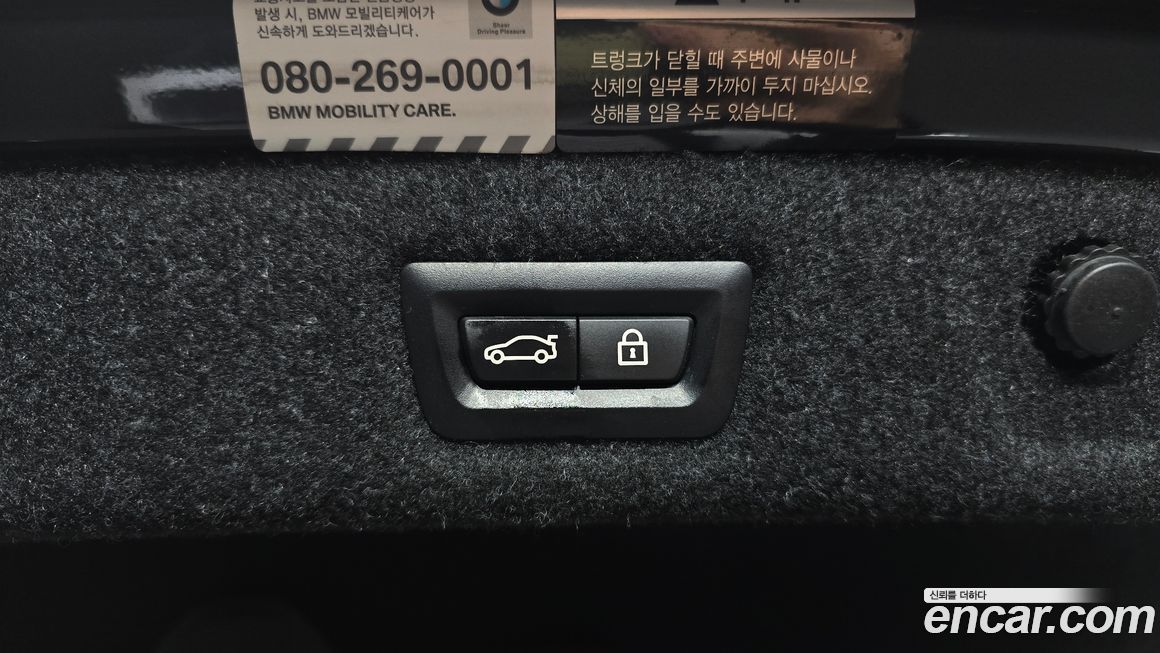 발생 시, BMW 모빌리티케어가
신속하게 도와드리겠습니다.
Sheer
Driving Pleasure
080-269-0001
BMW MOBILITY CARE.
트렁크가 닫힐 때 주변에 사물이나
신체의 일부를 가까이 두지 마십시오.
상해를 입을 수도 있습니다.
신뢰를 더하다
encar.com